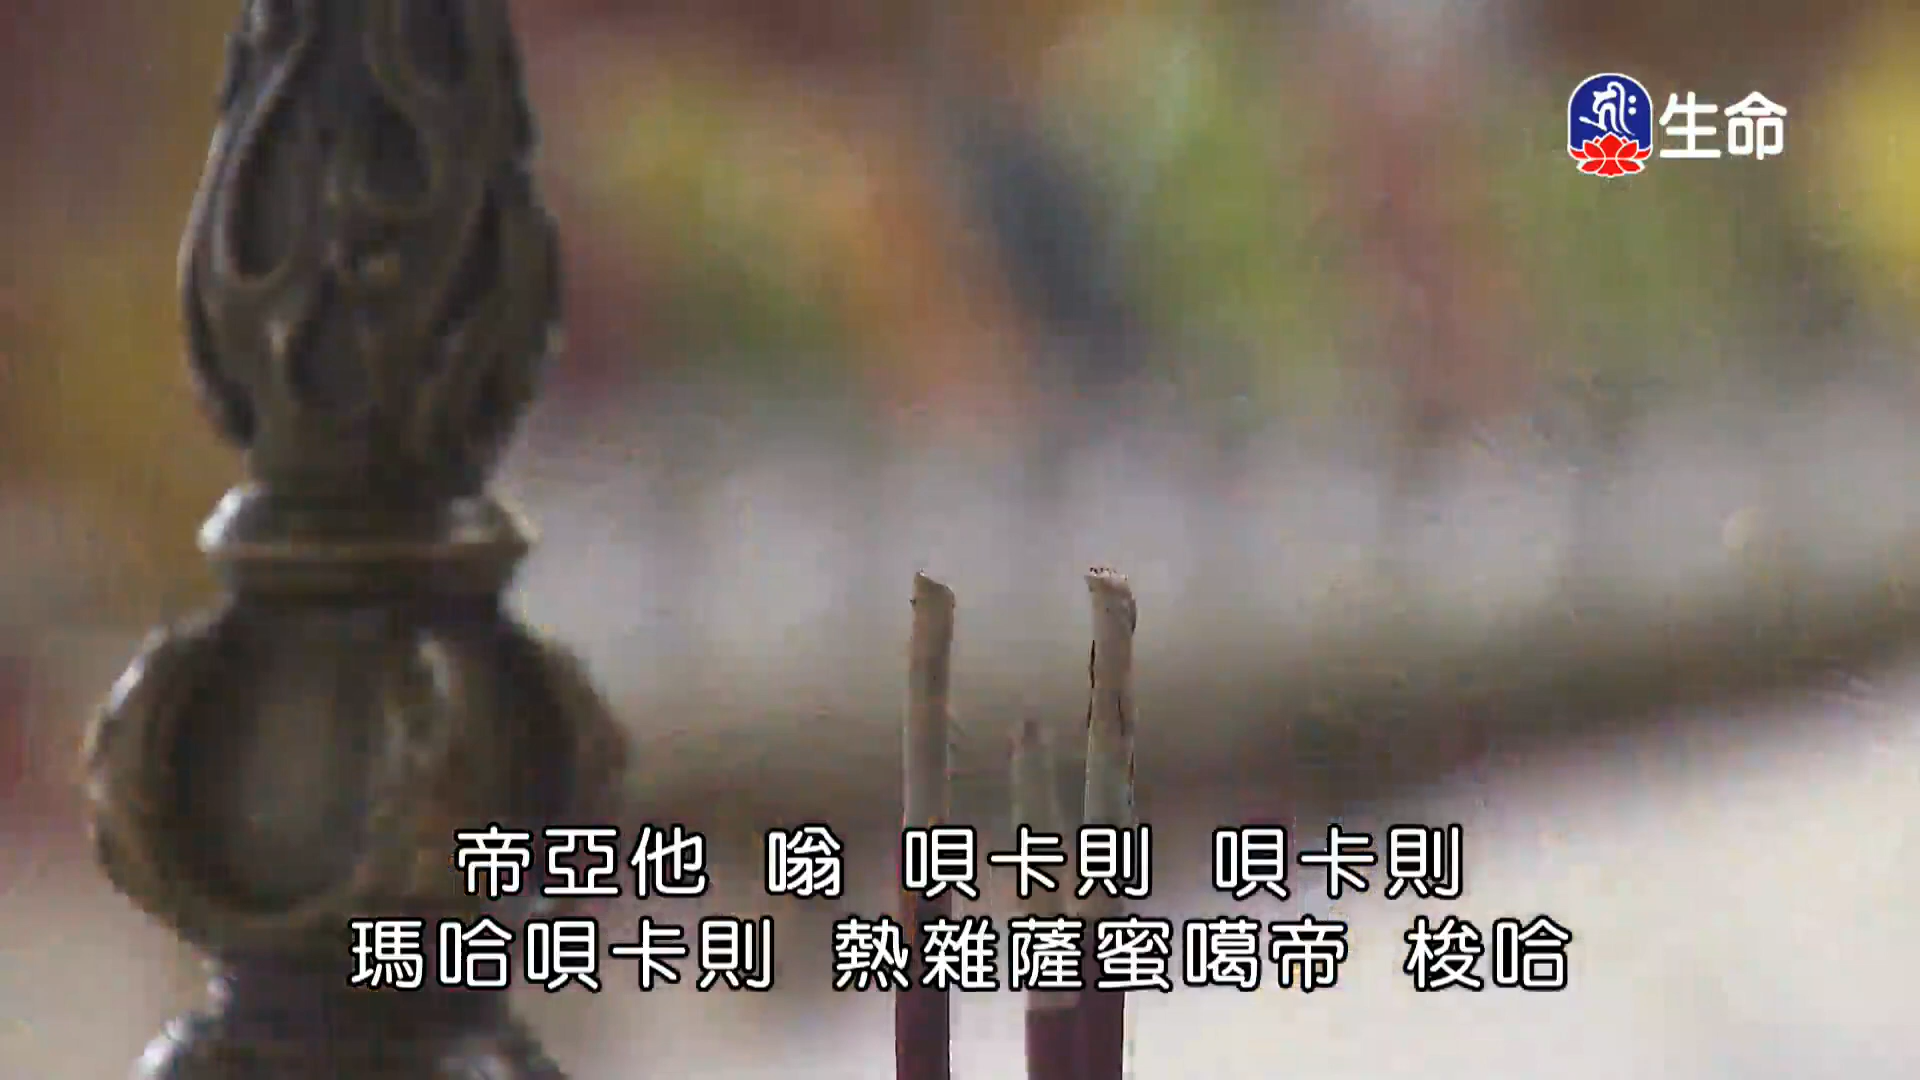 生命
帝亞他 嗡 唄卡則 唄卡則
瑪哈唄卡則 熱雜薩蜜噶帝 梭哈